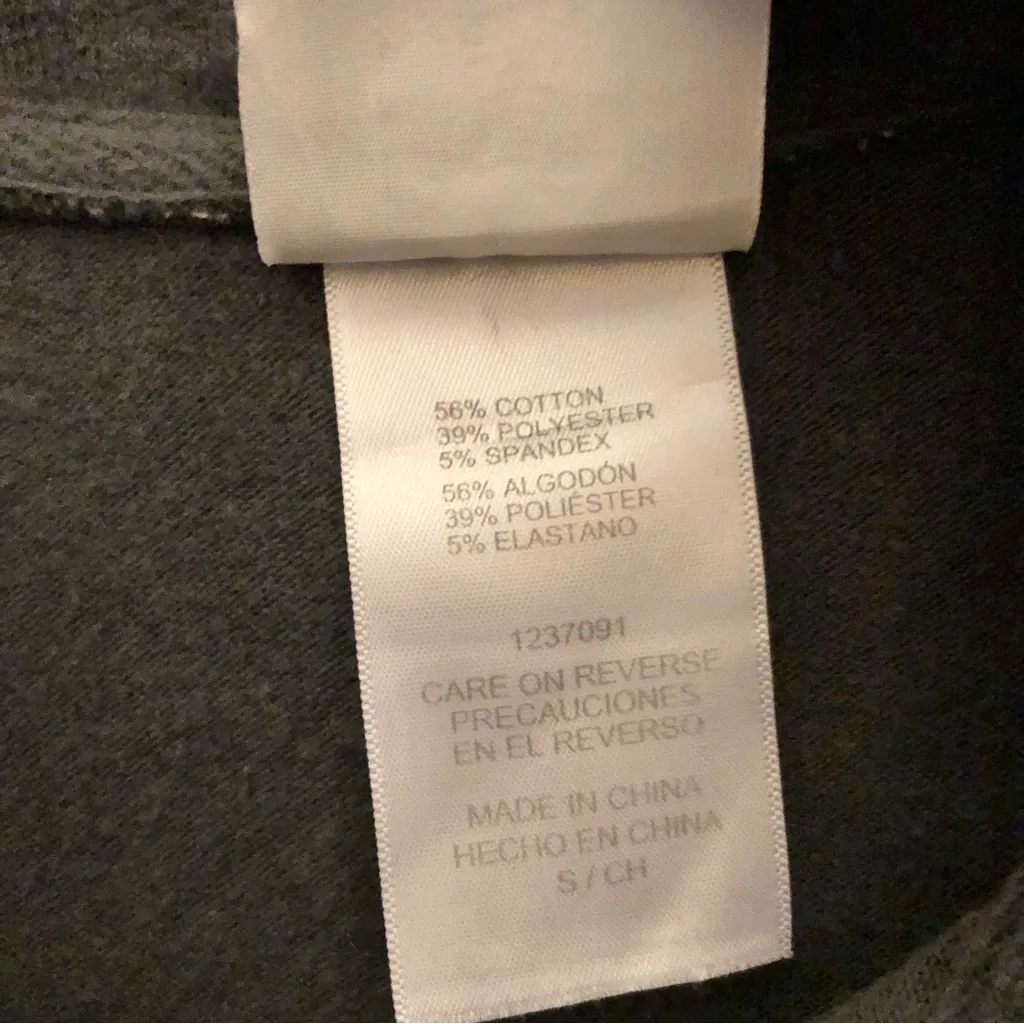 56% COTTON
39% POLYESTER
5% SPANDEX
56% ALGODÓN
39% POLIÉSTER
5% ELASTANO
1237091
CARE ON REVERSE
PRECAUCIONES
EN EL REVERSO
MADE IN CHINA
HECHO EN CHINA
S / CH